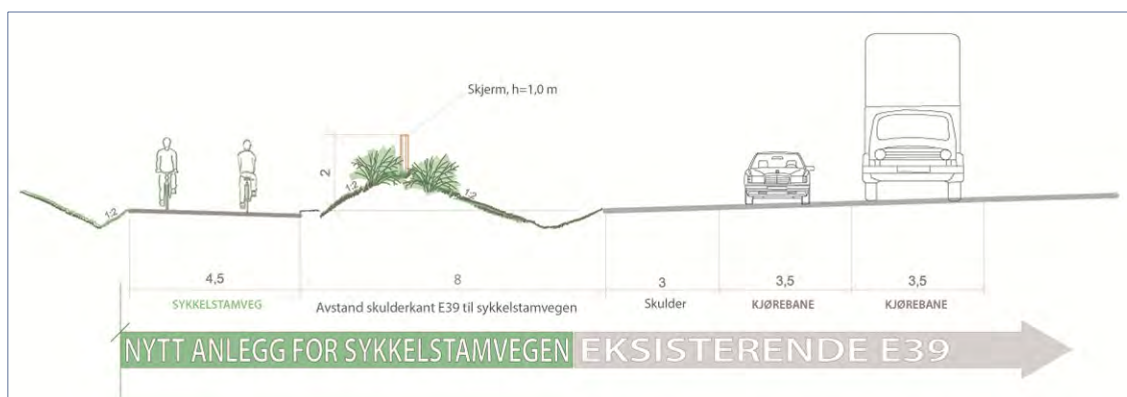 Skjerm, h=1,0 m
2
1:2
1:2
1:2
4,5
8
3
3,5
3,5
SYKKELSTAMVEG
Avstand skulderkant E39 til sykkelstamvegen
Skulder
KJØREBANE
KJØREBANE
NYTT ANLEGG FOR SYKKELSTAMVEGEN
EKSISTERENDE E39